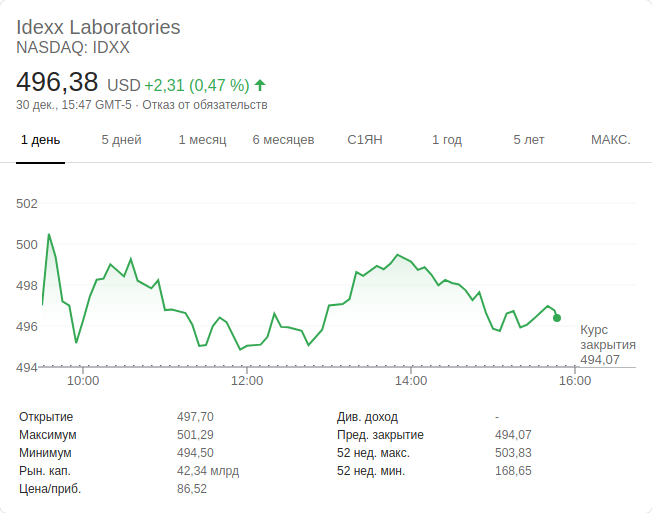 Idexx Laboratories
NASDAQ: IDXX
496,38 USD +2,31 (0,47 %)
30 дек., 15:47 GMT-5 · Отказ от обязательств
1 день 5 дней 1 месяц 6 месяцев С1ЯН 1 год 5 лет МАКС.
502
500
498
496
494
Курс
закрытия
494,07
10:00 12:00 14:00 16:00
Открытие 497,70 Див. доход -
Максимум 501,29 Пред. закрытие 494,07
Минимум 494,50 52 нед. макс. 503,83
Рын. кап. 42,34 млрд 52 нед. мин. 168,65
Цена/приб. 86,52